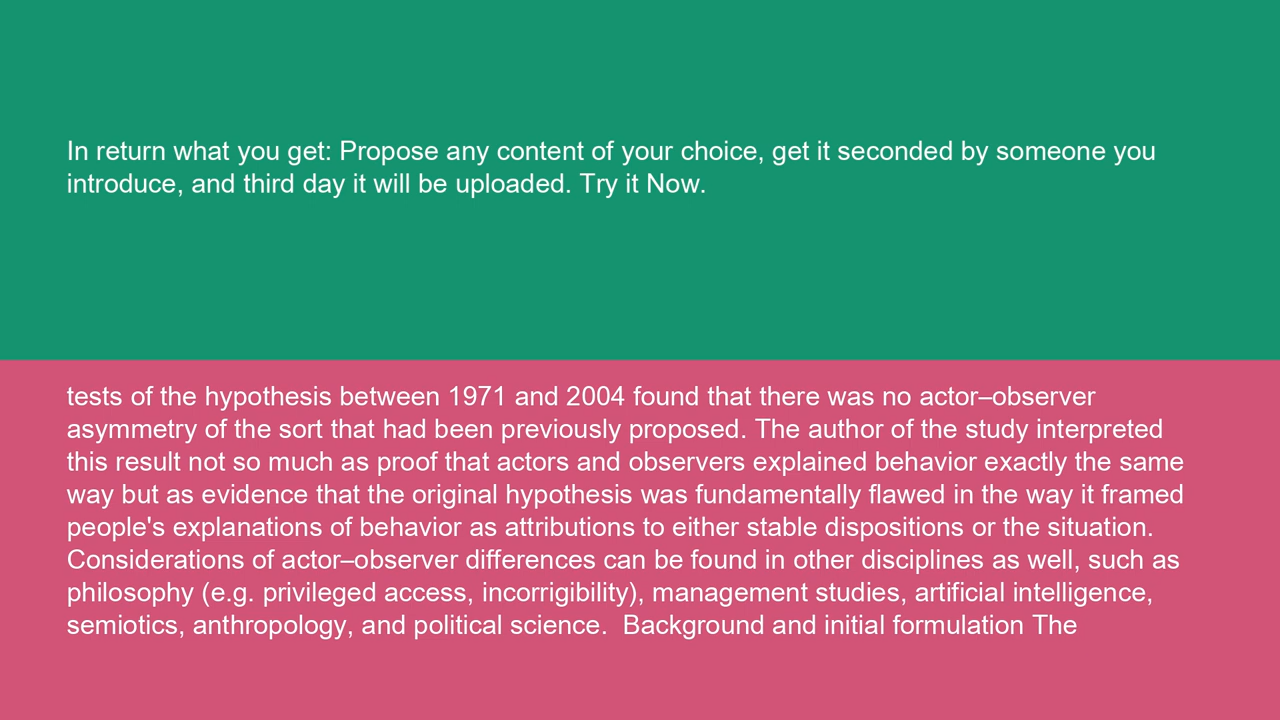 In return what you get: Propose any content of your choice, get it seconded by someone you
introduce, and third day it will be uploaded. Try it Now.
tests of the hypothesis between 1971 and 2004 found that there was no actor–observer
asymmetry of the sort that had been previously proposed. The author of the study interpreted
this result not so much as proof that actors and observers explained behavior exactly the same
way but as evidence that the original hypothesis was fundamentally flawed in the way it framed
people's explanations of behavior as attributions to either stable dispositions or the situation.
Considerations of actor–observer differences can be found in other disciplines as well, such as
philosophy (e.g. privileged access, incorrigibility), management studies, artificial intelligence,
semiotics, anthropology, and political science.  Background and initial formulation The